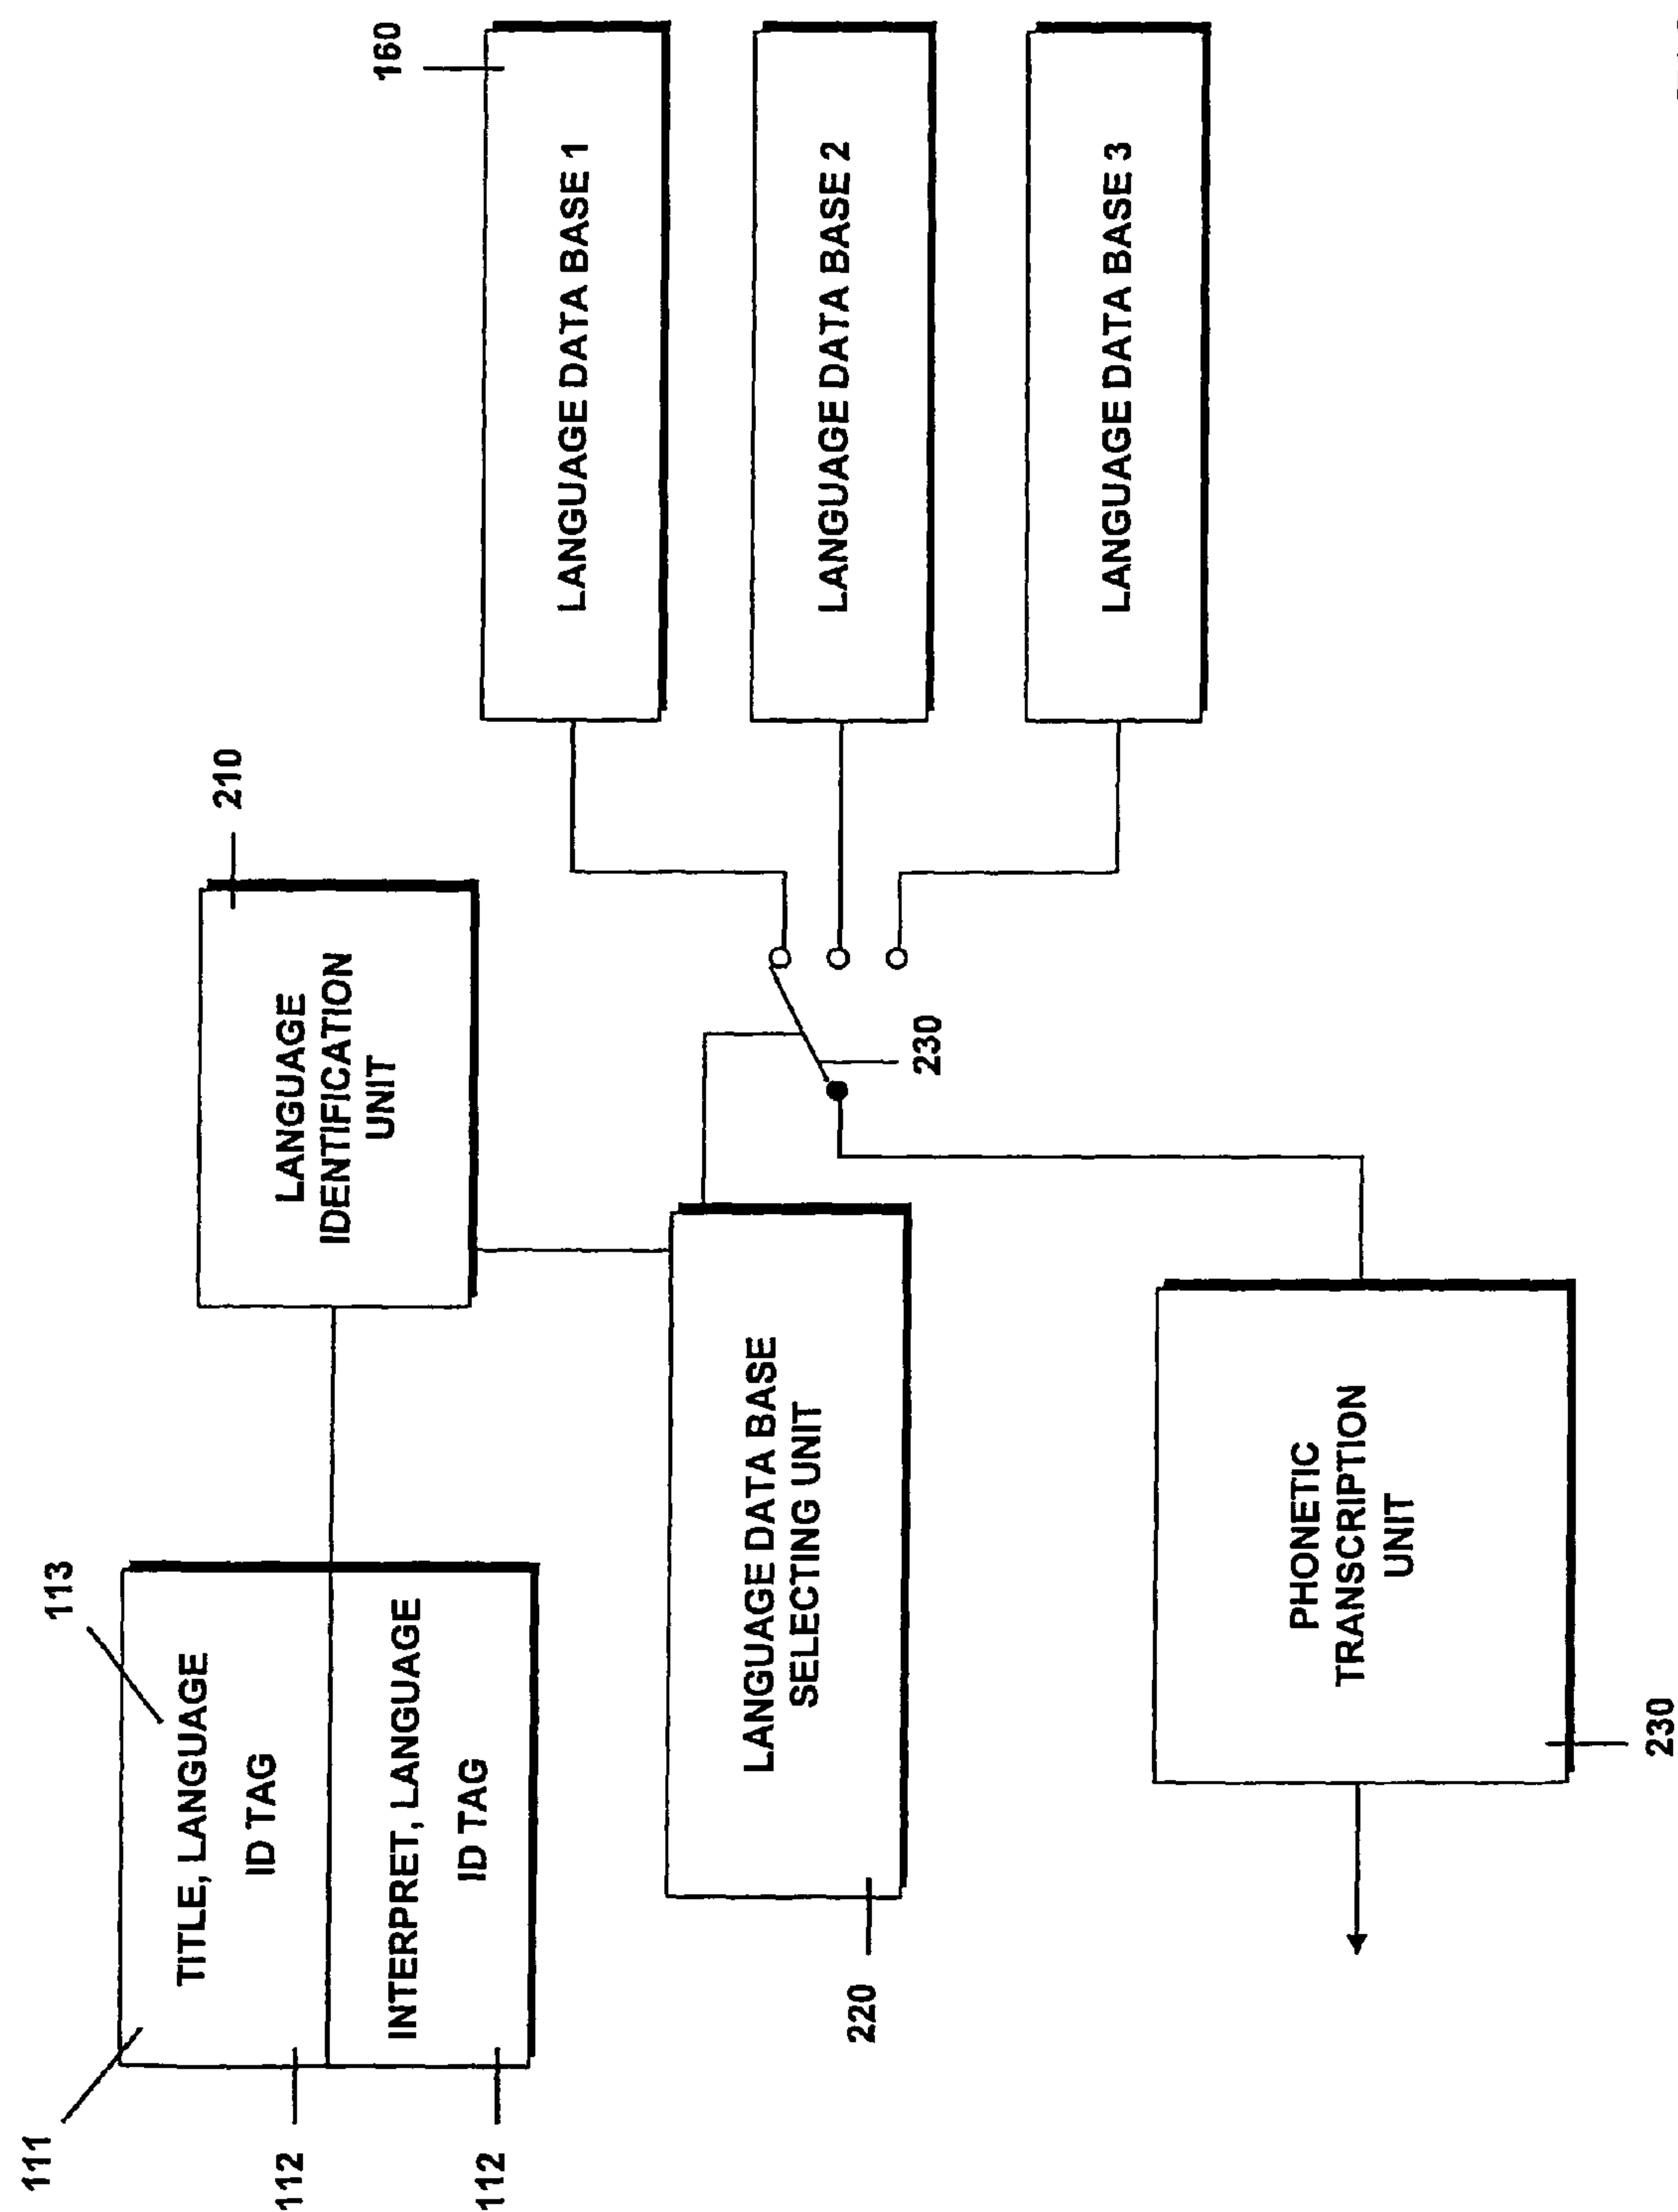 111
113
TITLE, LANGUAGE
ID TAG
112
INTERPRET, LANGUAGE
ID TAG
112
LANGUAGE
IDENTIFICATION
UNIT
210
160
LANGUAGE DATA BASE 1
LANGUAGE DATA BASE 2
LANGUAGE DATA BASE 3
LANGUAGE DATA BASE
SELECTING UNIT
220
230
PHONETIC
TRANSCRIPTION
UNIT
230